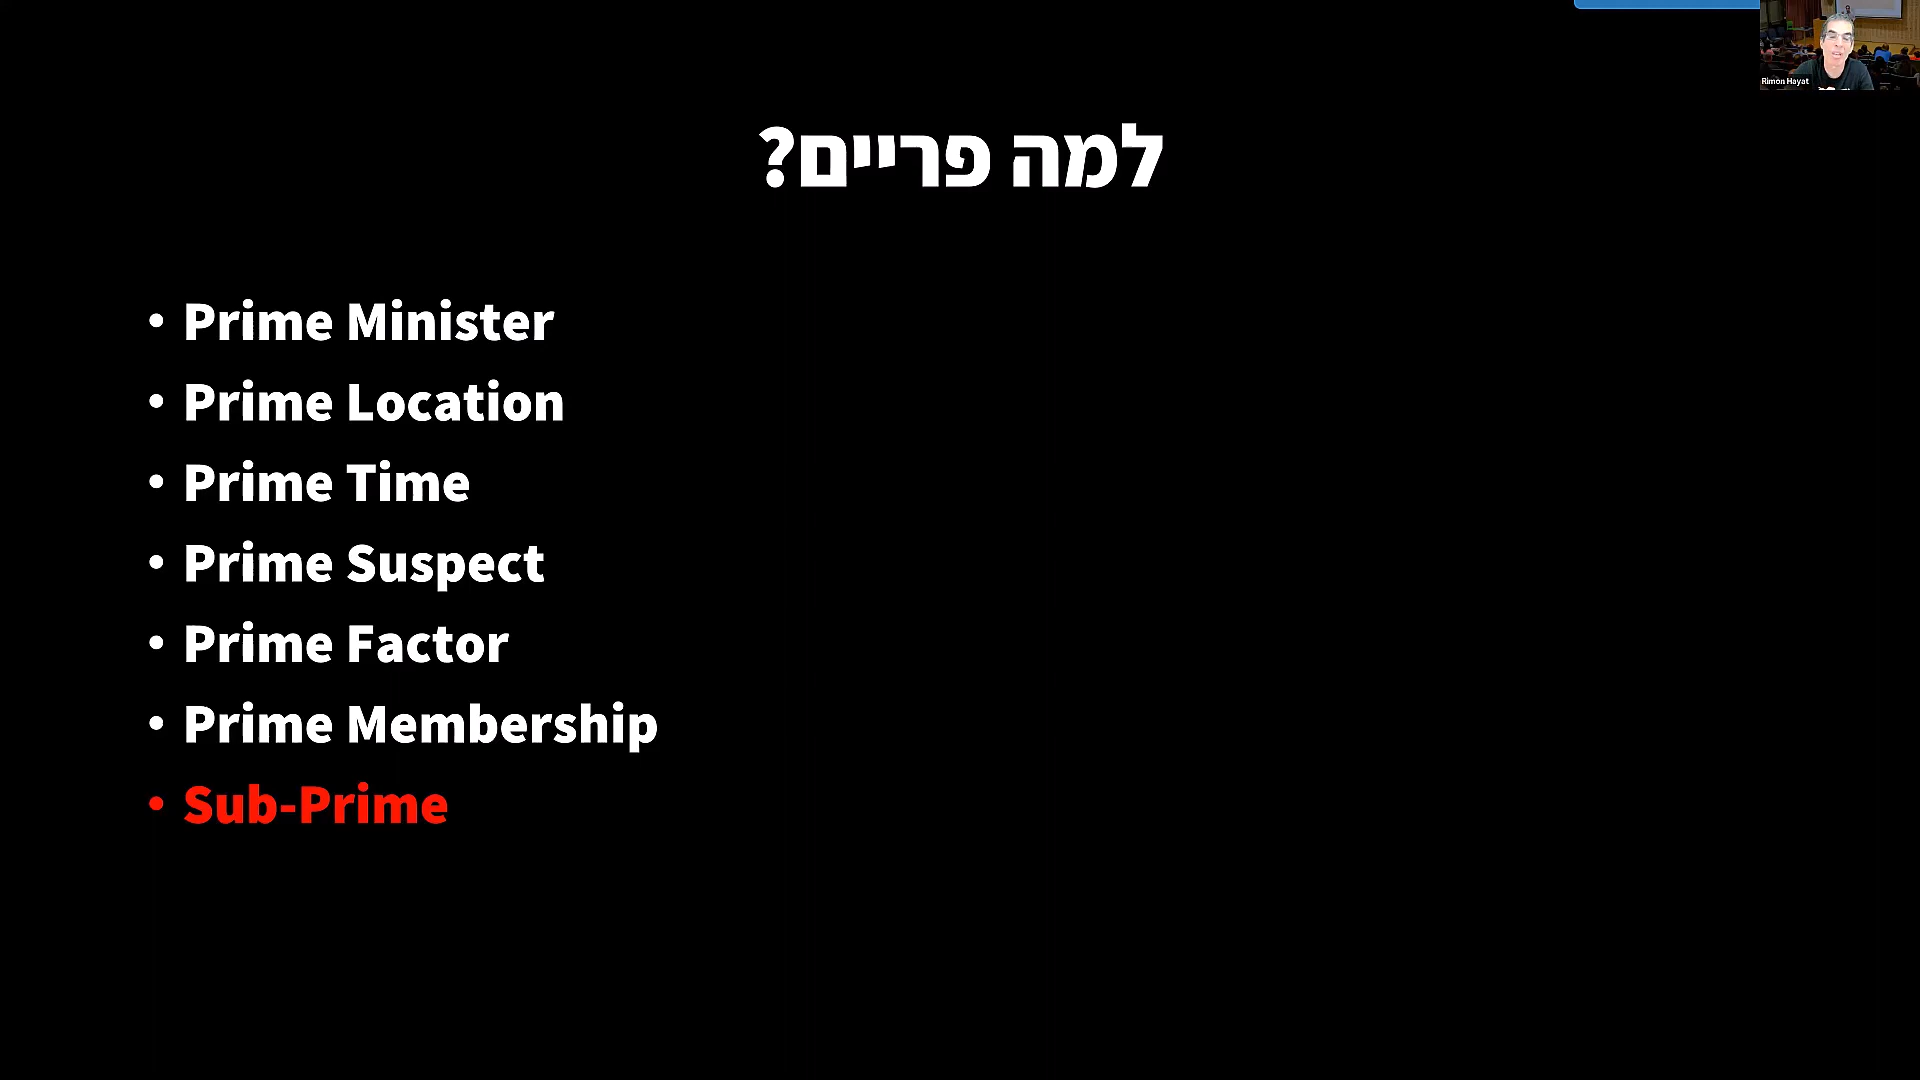 Rimon Hayat
למה פריים?
• Prime Minister
• Prime Location
• Prime Time
• Prime Suspect
• Prime Factor
• Prime Membership
• Sub-Prime